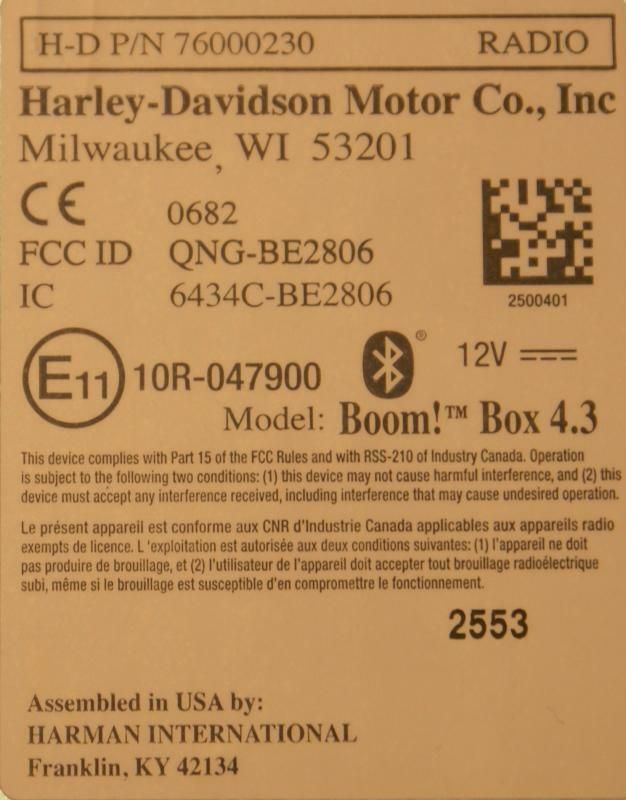 H-D P/N 76000230 RADIO
Harley-Davidson Motor Co., Inc
Milwaukee, WI 53201
CE 0682
FCC ID QNG-BE2806
IC 6434C-BE2806
2500401
E11 10R-047900
® 12V
Model: Boom!™ Box 4.3
This device complies with Part 15 of the FCC Rules and with RSS-210 of Industry Canada. Operation
is subject to the following two conditions: (1) this device may not cause harmful interference, and (2) this
device must accept any interference received, including interference that may cause undesired operation.
Le présent appareil est conforme aux CNR d'Industrie Canada applicables aux appareils radio
exempts de licence. L 'exploitation est autorisée aux deux conditions suivantes: (1) l'appareil ne doit
pas produire de brouillage, et (2) l'utilisateur de l'appareil doit accepter tout brouillage radioélectrique
subi, même si le brouillage est susceptible d'en compromettre le fonctionnement.
2553
Assembled in USA by:
HARMAN INTERNATIONAL
Franklin, KY 42134